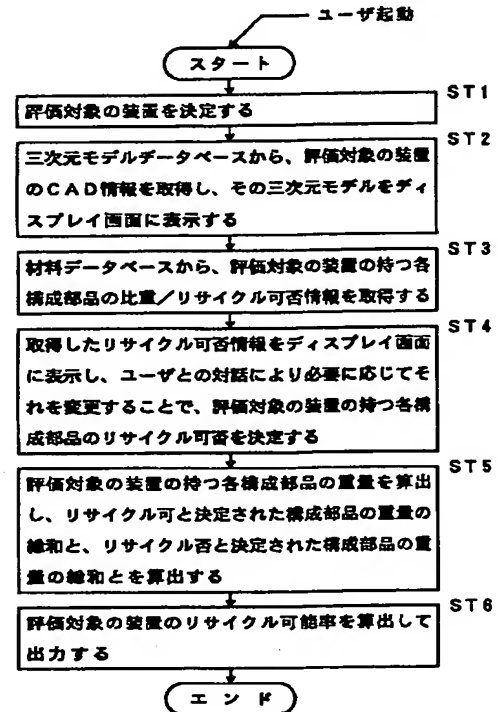 ユーザ起動
スタート
ST1
評価対象の装置を決定する
ST2
三次元モデルデータベースから、評価対象の装置
のCAD情報を取得し、その三次元モデルをディ
スプレイ画面に表示する
ST3
材料データベースから、評価対象の装置の持つ各
構成部品の比重/リサイクル可否情報を取得する
ST4
取得したリサイクル可否情報をディスプレイ画面
に表示し、ユーザとの対話により必要に応じてそ
れを変更することで、評価対象の装置の持つ各構
成部品のリサイクル可否を決定する
ST5
評価対象の装置の持つ各構成部品の重量を算出
し、リサイクル可と決定された構成部品の重量の
総和と、リサイクル否と決定された構成部品の重
量の総和とを算出する
ST6
評価対象の装置のリサイクル可能率を算出して
出力する
エンド